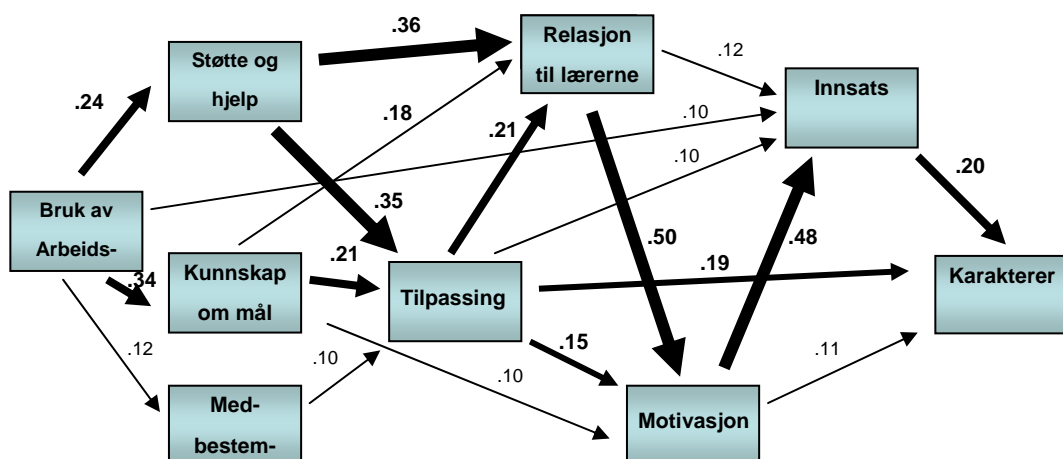 .36
Relasjon
til lærerne
.12
Innsats
Støtte og
hjelp
.24
.18
.21
.10
.10
.20
Bruk av
Arbeids-
.35
.50
.48
.34
Kunnskap
om mål
.21
Tilpassing
.19
Karakterer
.12
.10
.10
.15
.11
Med-
bestem-
Motivasjon